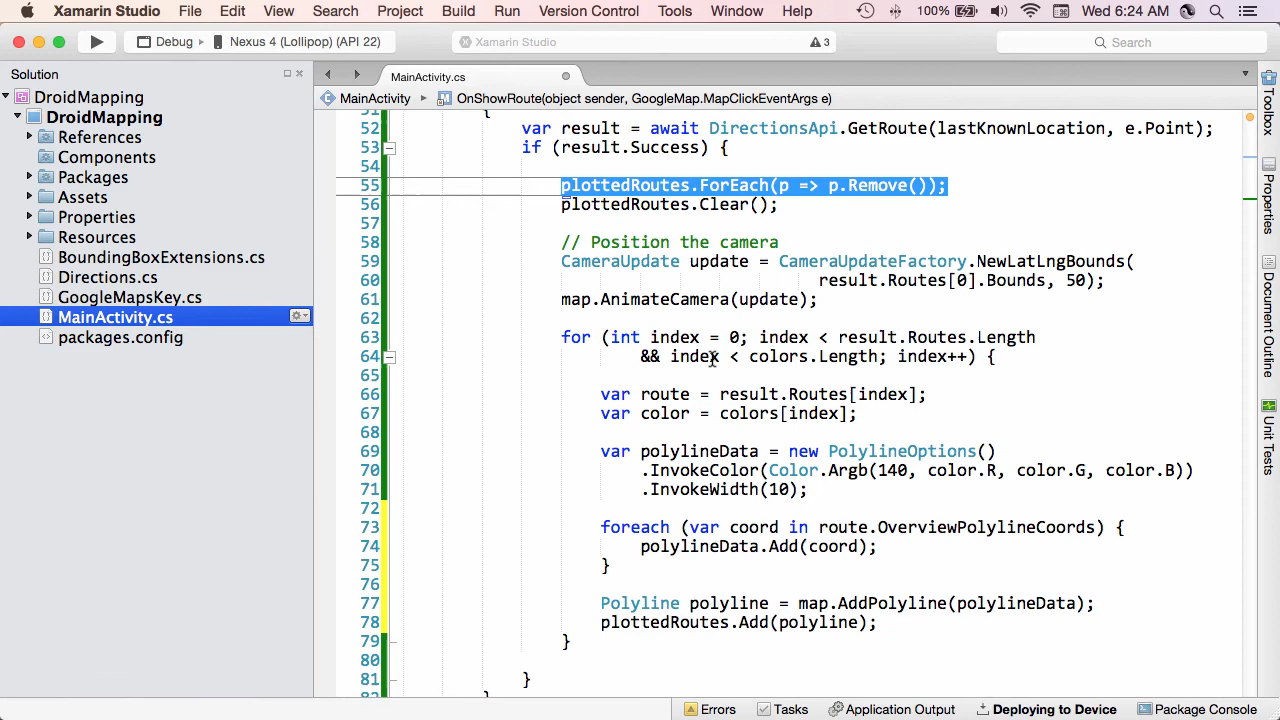 Xamarin Studio File Edit View Search Project Build Run Version Control Tools Window Help 100% Wed 6:24 AM
Debug Nexus 4 (Lollipop) (API 22) Xamarin Studio 3 Search
Solution
DroidMapping
DroidMapping
References
Components
Packages
Assets
Properties
Resources
BoundingBoxExtensions.cs
Directions.cs
GoogleMapsKey.cs
MainActivity.cs
packages.config
MainActivity.cs
MainActivity OnShowRoute(object sender, GoogleMap.MapClickEventArgs e)
51 {
52 var result = await DirectionsApi.GetRoute(lastKnownLocation, e.Point);
53 if (result.Success) {
54
55 plottedRoutes.ForEach(p => p.Remove());
56 plottedRoutes.Clear();
57
58 // Position the camera
59 CameraUpdate update = CameraUpdateFactory.NewLatLngBounds(
60 result.Routes[0].Bounds, 50);
61 map.AnimateCamera(update);
62
63 for (int index = 0; index < result.Routes.Length
64 && index < colors.Length; index++) {
65
66 var route = result.Routes[index];
67 var color = colors[index];
68
69 var polylineData = new PolylineOptions()
70 .InvokeColor(Color.Argb(140, color.R, color.G, color.B))
71 .InvokeWidth(10);
72
73 foreach (var coord in route.OverviewPolylineCoords) {
74 polylineData.Add(coord);
75 }
76
77 Polyline polyline = map.AddPolyline(polylineData);
78 plottedRoutes.Add(polyline);
79 }
80
81 }
82 }
Toolbox
Properties
Document Outline
Unit Tests
Errors Tasks Application Output Deploying to Device Package Console